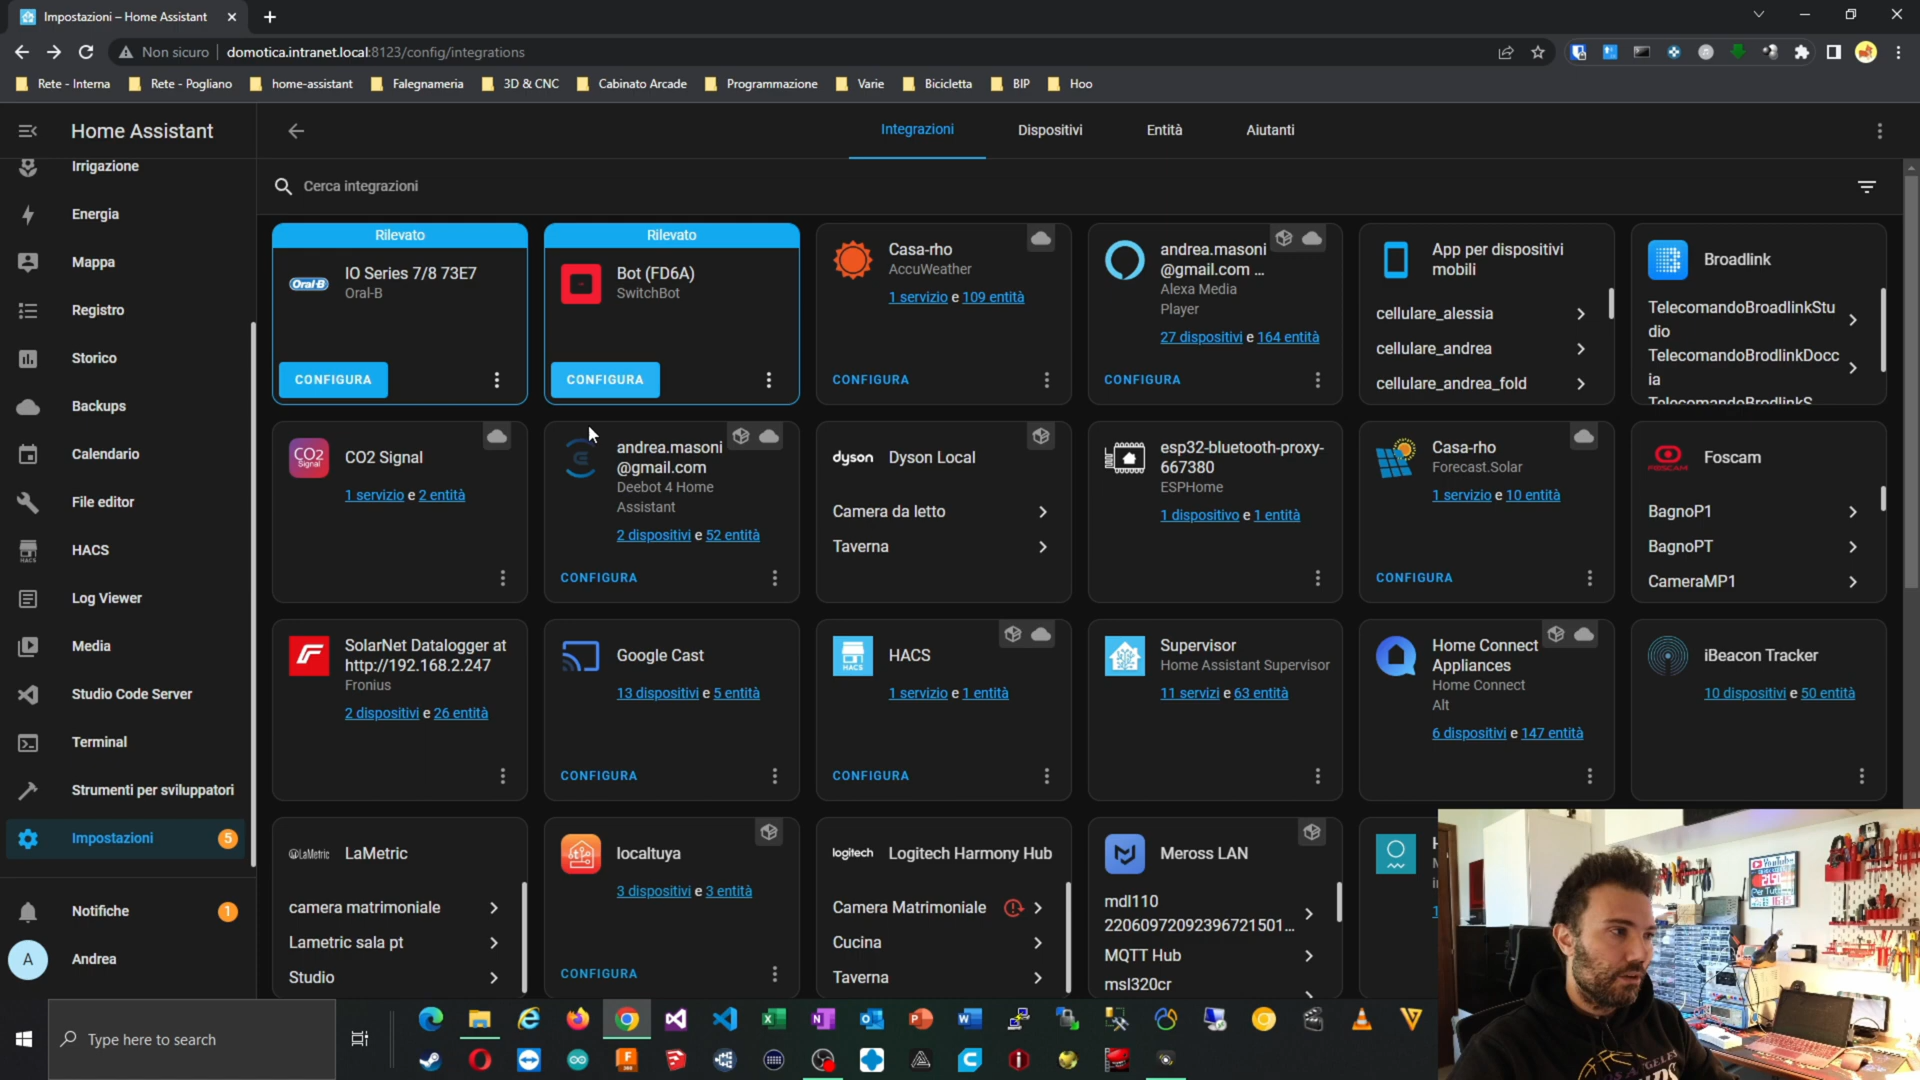 Impostazioni – Home Assistant
Non sicuro
domotica.intranet.local:8123/config/integrations
Rete - Interna
Rete - Pogliano
home-assistant
Falegnameria
3D & CNC
Cabinato Arcade
Programmazione
Varie
Bicicletta
BIP
Hoo
Home Assistant
Integrazioni
Dispositivi
Entità
Aiutanti
Irrigazione
Energia
Mappa
Registro
Storico
Backups
Calendario
File editor
HACS
Log Viewer
Media
Studio Code Server
Terminal
Strumenti per sviluppatori
Impostazioni
5
Notifiche
1
A
Andrea
Cerca integrazioni
Rilevato
Oral-B
IO Series 7/8 73E7
Oral-B
CONFIGURA
Rilevato
Bot (FD6A)
SwitchBot
CONFIGURA
Casa-rho
AccuWeather
1 servizio e 109 entità
CONFIGURA
andrea.masoni
@gmail.com ...
Alexa Media
Player
27 dispositivi e 164 entità
CONFIGURA
App per dispositivi
mobili
cellulare_alessia
cellulare_andrea
cellulare_andrea_fold
Broadlink
TelecomandoBroadlinkStu
dio
TelecomandoBrodlinkDocc
ia
TelecomandoBrodlinkS
CO2
Signal
CO2 Signal
1 servizio e 2 entità
andrea.masoni
@gmail.com
Deebot 4 Home
Assistant
2 dispositivi e 52 entità
CONFIGURA
dyson
Dyson Local
Camera da letto
Taverna
esp32-bluetooth-proxy-
667380
ESPHome
1 dispositivo e 1 entità
Casa-rho
Forecast.Solar
1 servizio e 10 entità
CONFIGURA
FOSCAM
Foscam
BagnoP1
BagnoPT
CameraMP1
SolarNet Datalogger at
http://192.168.2.247
Fronius
2 dispositivi e 26 entità
Google Cast
13 dispositivi e 5 entità
CONFIGURA
HACS
HACS
1 servizio e 1 entità
CONFIGURA
Supervisor
Home Assistant Supervisor
11 servizi e 63 entità
Home Connect
Appliances
Home Connect
Alt
6 dispositivi e 147 entità
iBeacon Tracker
10 dispositivi e 50 entità
LaMetric
LaMetric
camera matrimoniale
Lametric sala pt
Studio
localtuya
3 dispositivi e 3 entità
CONFIGURA
logitech
Logitech Harmony Hub
Camera Matrimoniale
Cucina
Taverna
Meross LAN
mdl110
22060972092396721501...
MQTT Hub
msl320cr
YouTube
Type here to search